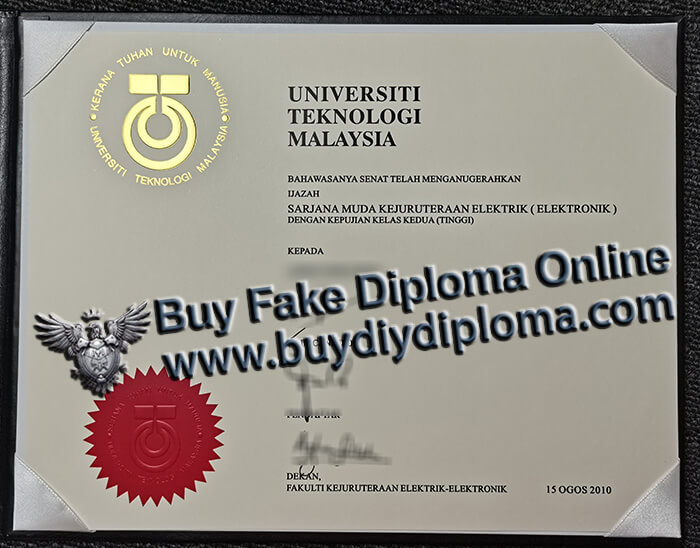 • KERANA TUHAN UNTUK MANUSIA •
UNIVERSITI TEKNOLOGI MALAYSIA
UNIVERSITI
TEKNOLOGI
MALAYSIA
BAHAWASANYA SENAT TELAH MENGANUGERAHKAN
IJAZAH
SARJANA MUDA KEJURUTERAAN ELEKTRIK ( ELEKTRONIK )
DENGAN KEPUJIAN KELAS KEDUA (TINGGI)
KEPADA
Buy Fake Diploma Online
www.buydiydiploma.com
DEKAN,
FAKULTI KEJURUTERAAN ELEKTRIK-ELEKTRONIK
15 OGOS 2010